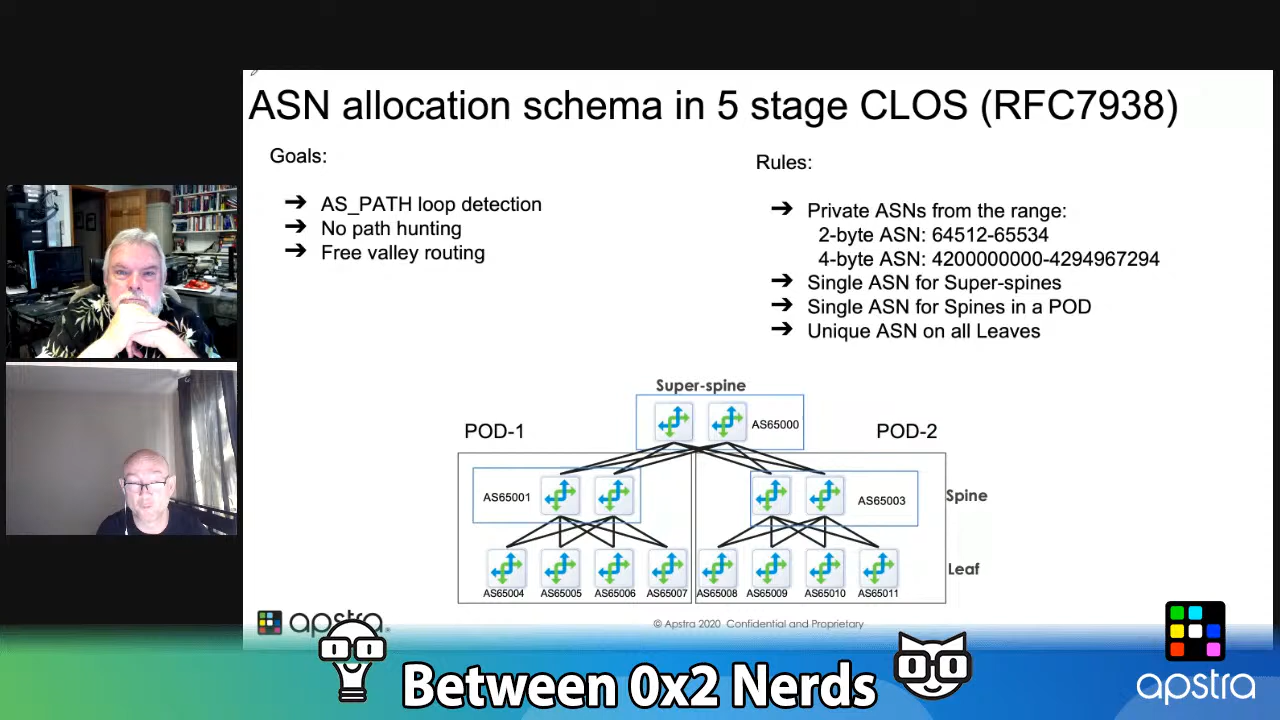 ASN allocation schema in 5 stage CLOS (RFC7938)
Goals:
➔ AS_PATH loop detection
➔ No path hunting
➔ Free valley routing
Rules:
➔ Private ASNs from the range:
2-byte ASN: 64512-65534
4-byte ASN: 4200000000-4294967294
➔ Single ASN for Super-spines
➔ Single ASN for Spines in a POD
➔ Unique ASN on all Leaves
Super-spine
AS65000
POD-1
POD-2
AS65001
AS65003
Spine
Leaf
AS65004 AS65005 AS65006 AS65007 AS65008 AS65009 AS65010 AS65011
apstra
© Apstra 2020 Confidential and Proprietary
Between 0x2 Nerds
apstra